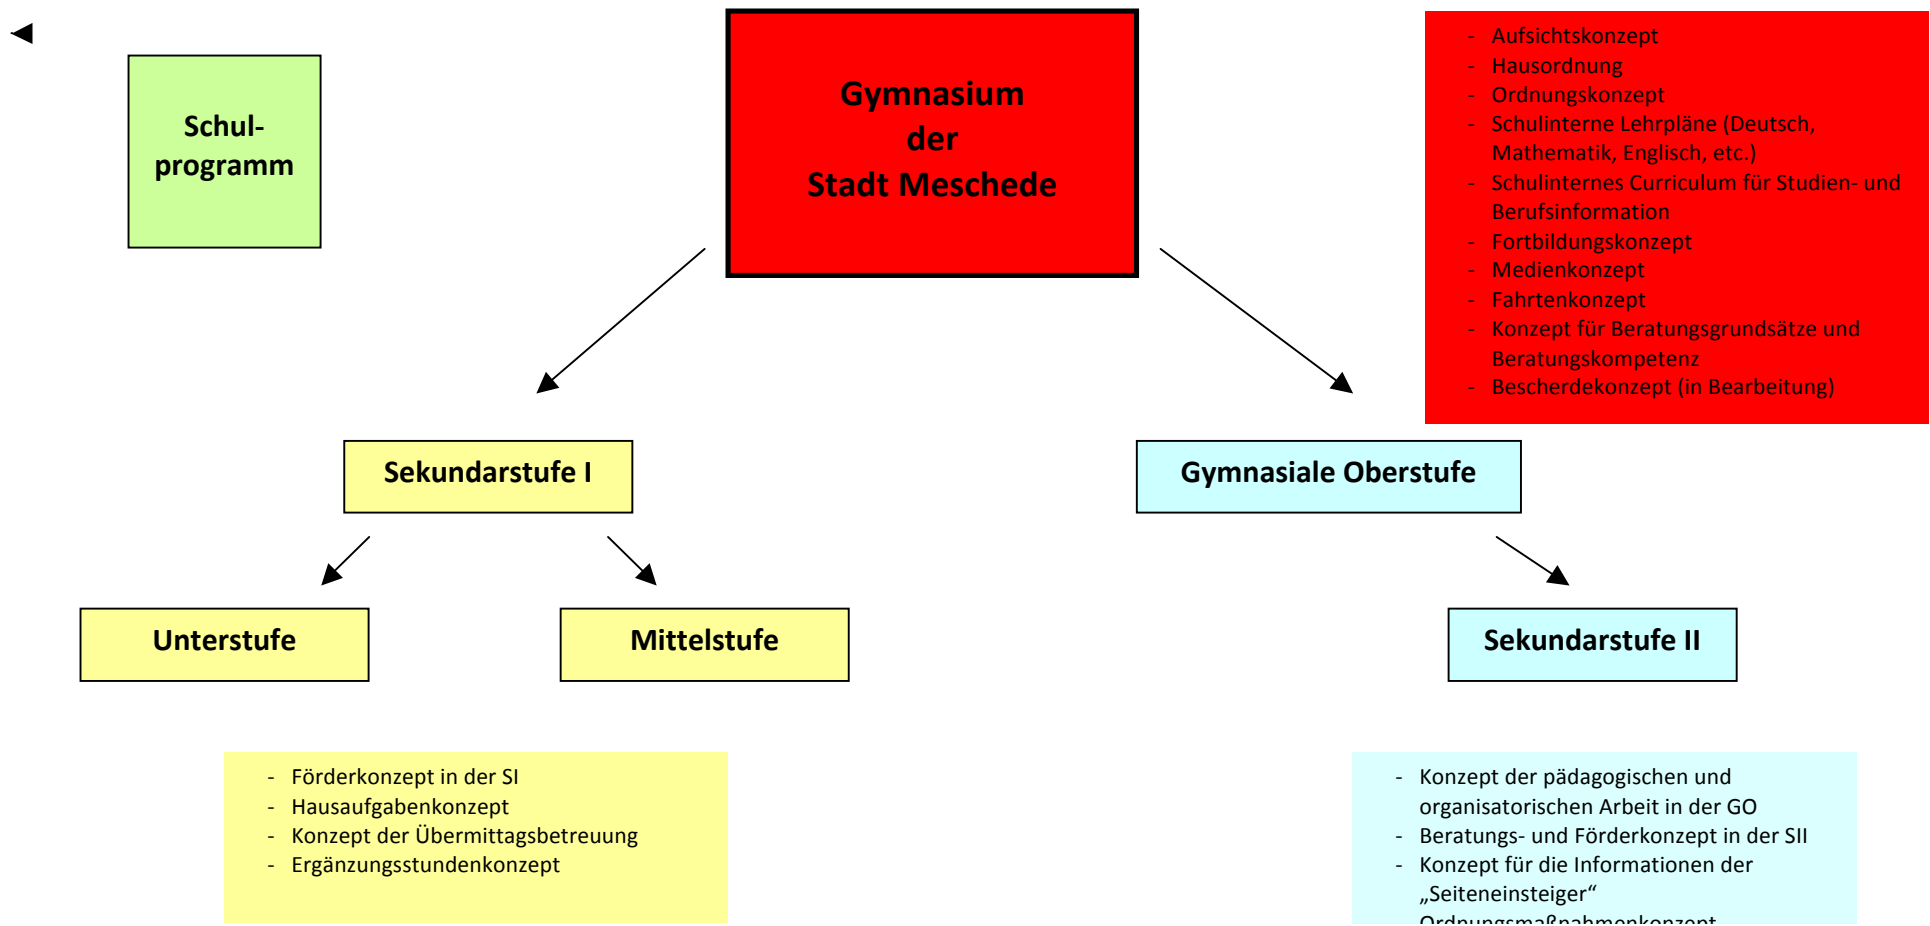 Schul-
programm
Gymnasium
der
Stadt Meschede
- Aufsichtskonzept
- Hausordnung
- Ordnungskonzept
- Schulinterne Lehrpläne (Deutsch,
Mathematik, Englisch, etc.)
- Schulinternes Curriculum für Studien- und
Berufsinformation
- Fortbildungskonzept
- Medienkonzept
- Fahrtenkonzept
- Konzept für Beratungsgrundsätze und
Beratungskompetenz
- Bescherdekonzept (in Bearbeitung)
Sekundarstufe I
Gymnasiale Oberstufe
Unterstufe
Mittelstufe
Sekundarstufe II
- Förderkonzept in der SI
- Hausaufgabenkonzept
- Konzept der Übermittagsbetreuung
- Ergänzungsstundenkonzept
- Konzept der pädagogischen und
organisatorischen Arbeit in der GO
- Beratungs- und Förderkonzept in der SII
- Konzept für die Informationen der
„Seiteneinsteiger“
Ordnungsmaßnahmenkonzept